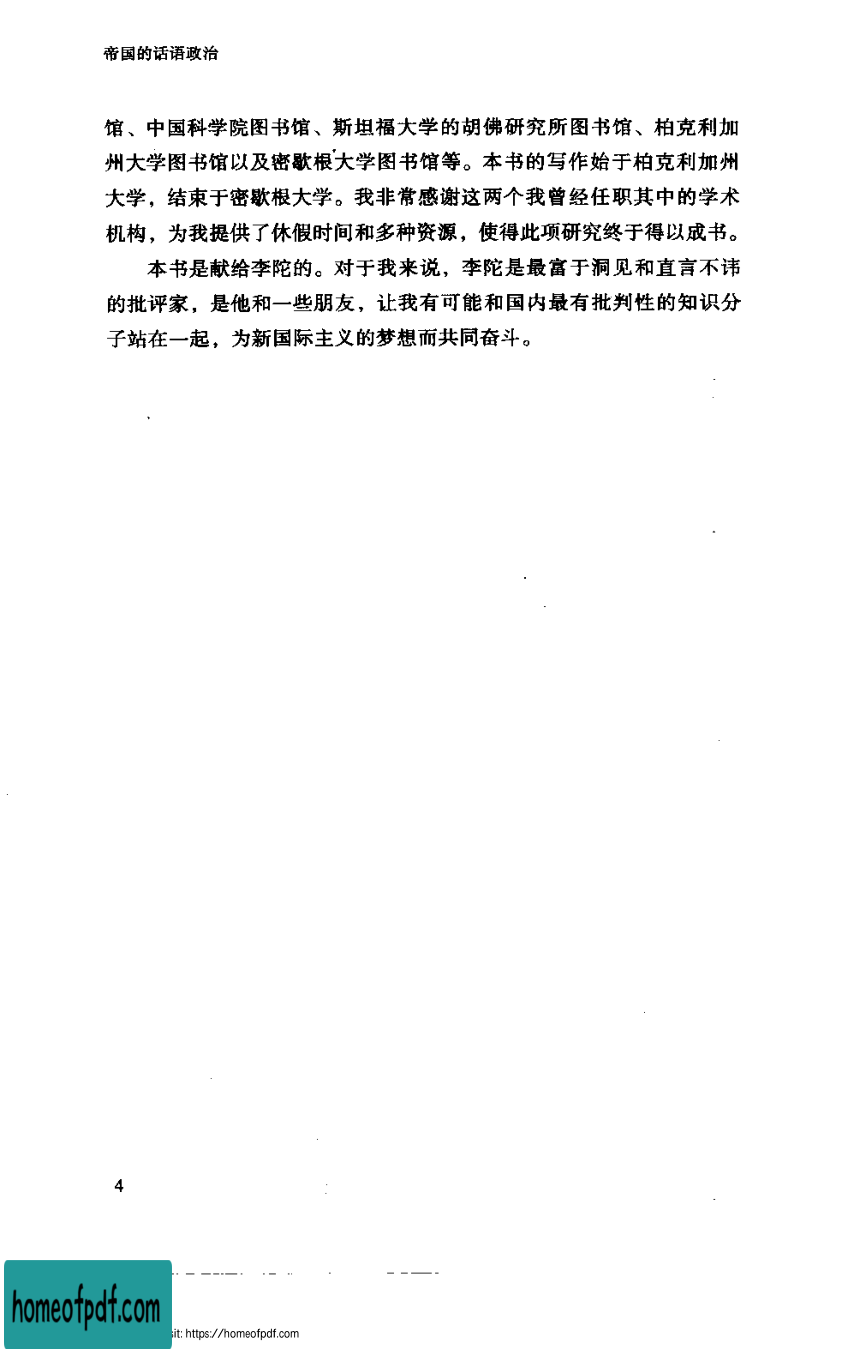 帝国的话语政治
馆、中国科学院图书馆、斯坦福大学的胡佛研究所图书馆、柏克利加
州大学图书馆以及密歇根大学图书馆等。本书的写作始于柏克利加州
大学，结束于密歇根大学。我非常感谢这两个我曾经任职其中的学术
机构，为我提供了休假时间和多种资源，使得此项研究终于得以成书。
本书是献给李陀的。对于我来说，李陀是最富于洞见和直言不讳
的批评家，是他和一些朋友，让我有可能和国内最有批判性的知识分
子站在一起，为新国际主义的梦想而共同奋斗。
4
homeofpdf.com
sit: https://homeofpdf.com